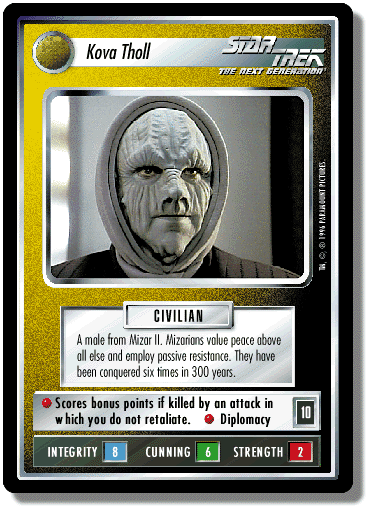 Kova Tholl
STAR TREK
THE NEXT GENERATION
TM, © ® 1996 PARAMOUNT PICTURES.
CIVILIAN
A male from Mizar II. Mizarians value peace above
all else and employ passive resistance. They have
been conquered six times in 300 years.
Scores bonus points if killed by an attack in
which you do not retaliate. Diplomacy
10
INTEGRITY 8 CUNNING 6 STRENGTH 2